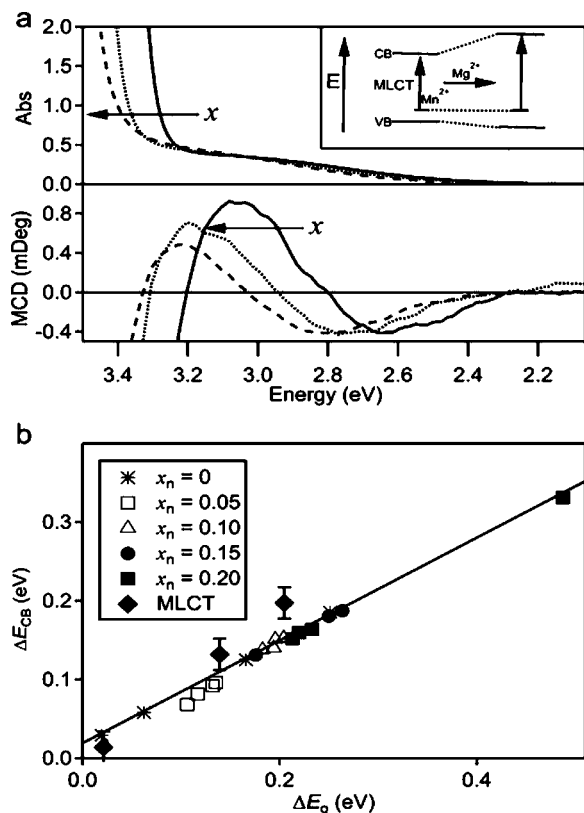 a
2.0
1.5
1.0
0.5
0.0
Abs
x
E
CB
MLCT
Mn²⁺
Mg²⁺
VB
0.8
0.4
0.0
-0.4
MCD (mDeg)
x
3.4 3.2 3.0 2.8 2.6 2.4 2.2
Energy (eV)
b
xₙ = 0
xₙ = 0.05
xₙ = 0.10
xₙ = 0.15
xₙ = 0.20
MLCT
0.3
0.2
0.1
0.0
ΔE_CB (eV)
0.0 0.2 0.4
ΔE_g (eV)